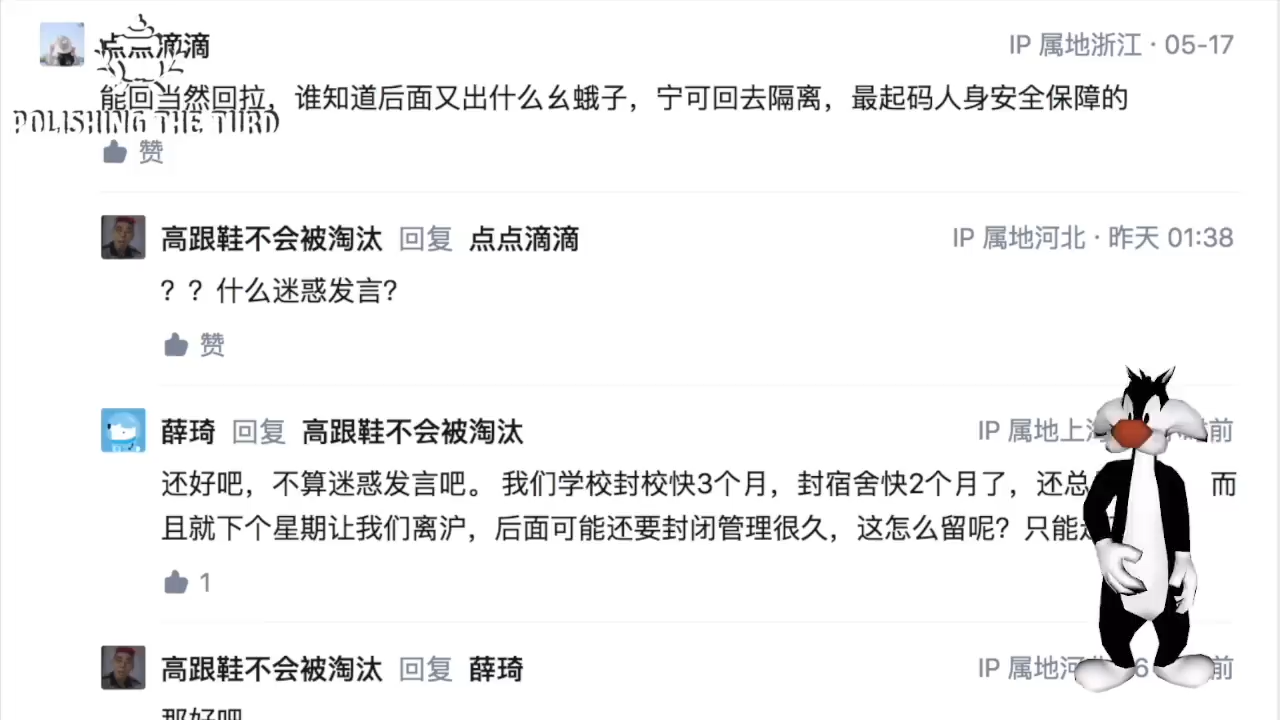 点点滴滴
IP 属地浙江 · 05-17
能回当然回拉，谁知道后面又出什么幺蛾子，宁可回去隔离，最起码人身安全保障的
POLISHING THE TURD
赞
高跟鞋不会被淘汰 回复 点点滴滴
IP 属地河北 · 昨天 01:38
？？什么迷惑发言?
赞
薛琦 回复 高跟鞋不会被淘汰
IP 属地上海 前
还好吧，不算迷惑发言吧。 我们学校封校快3个月，封宿舍快2个月了，还总 而
且就下个星期让我们离沪，后面可能还要封闭管理很久，这怎么留呢？只能
1
高跟鞋不会被淘汰 回复 薛琦
IP 属地河 6 前
那好吧